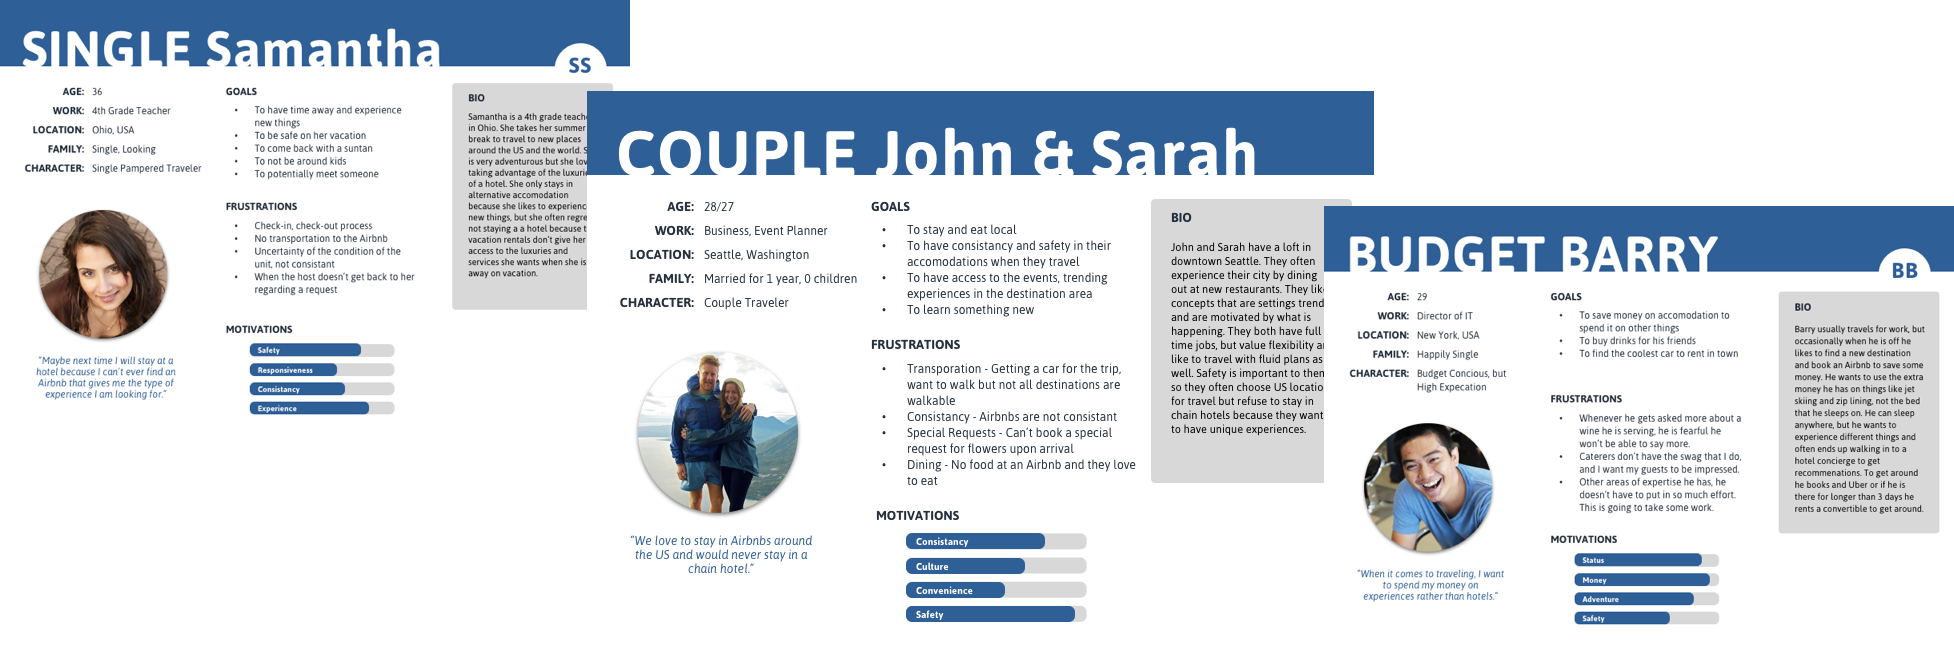 SINGLE Samantha
SS
AGE: 36
WORK: 4th Grade Teacher
LOCATION: Ohio, USA
FAMILY: Single, Looking
CHARACTER: Single Pampered Traveler
"Maybe next time I will stay at a
hotel because I can't ever find an
Airbnb that gives me the type of
experience I am looking for."
GOALS
• To have time away and experience
new things
• To be safe on her vacation
• To come back with a suntan
• To not be around kids
• To potentially meet someone
FRUSTRATIONS
• Check-in, check-out process
• No transportation to the Airbnb
• Uncertainty of the condition of the
unit, not consistant
• When the host doesn't get back to her
regarding a request
MOTIVATIONS
Safety
Responsiveness
Consistancy
Experience
BIO
Samantha is a 4th grade teache
in Ohio. She takes her summer
break to travel to new places
around the US and the world. S
is very adventurous but she lov
taking advantage of the luxurie
of a hotel. She only stays in
alternative accomodation
because she likes to experienc
new things, but she often regre
not staying a a hotel because t
vacation rentals don't give her
access to the luxuries and
services she wants when she is
away on vacation.
COUPLE John & Sarah
AGE: 28/27
WORK: Business, Event Planner
LOCATION: Seattle, Washington
FAMILY: Married for 1 year, 0 children
CHARACTER: Couple Traveler
"We love to stay in Airbnbs around
the US and would never stay in a
chain hotel."
GOALS
• To stay and eat local
• To have consistancy and safety in their
accomodations when they travel
• To have access to the events, trending
experiences in the destination area
• To learn something new
FRUSTRATIONS
• Transporation - Getting a car for the trip,
want to walk but not all destinations are
walkable
• Consistancy - Airbnbs are not consistant
• Special Requests - Can't book a special
request for flowers upon arrival
• Dining - No food at an Airbnb and they love
to eat
MOTIVATIONS
Consistancy
Culture
Convenience
Safety
BIO
John and Sarah have a loft in
downtown Seattle. They often
experience their city by dining
out at new restaurants. They lik
concepts that are settings trend
and are motivated by what is
happening. They both have full
time jobs, but value flexibility a
like to travel with fluid plans as
well. Safety is important to then
so they often choose US locatio
for travel but refuse to stay in
chain hotels because they want
to have unique experiences.
BUDGET BARRY
BB
AGE: 29
WORK: Director of IT
LOCATION: New York, USA
FAMILY: Happily Single
CHARACTER: Budget Concious, but
High Expecation
"When it comes to traveling, I want
to spend my money on
experiences rather than hotels."
GOALS
• To save money on accomodation to
spend it on other things
• To buy drinks for his friends
• To find the coolest car to rent in town
FRUSTRATIONS
• Whenever he gets asked more about a
wine he is serving, he is fearful he
won't be able to say more.
• Caterers don't have the swag that I do,
and I want my guests to be impressed.
• Other areas of expertise he has, he
doesn't have to put in so much effort.
This is going to take some work.
MOTIVATIONS
Status
Money
Adventure
Safety
BIO
Barry usually travels for work, but
occasionally when he is off he
likes to find a new destination
and book an Airbnb to save some
money. He wants to use the extra
money he has on things like jet
skiing and zip lining, not the bed
that he sleeps on. He can sleep
anywhere, but he wants to
experience different things and
often ends up walking in to a
hotel concierge to get
recommenations. To get around
he books and Uber or if he is
there for longer than 3 days he
rents a convertible to get around.